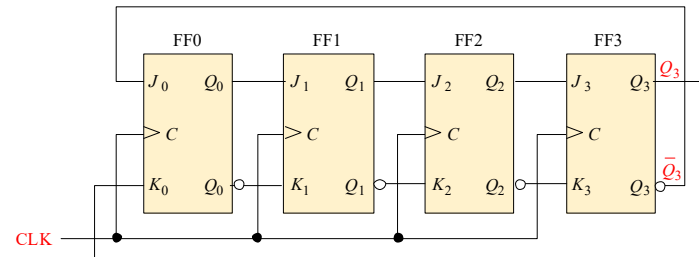 FF0 FF1 FF2 FF3
J0 Q0 J1 Q1 J2 Q2 J3 Q3 Q3
C C C C
K0 Q0 K1 Q1 K2 Q2 K3 Q3 Q̅3
CLK